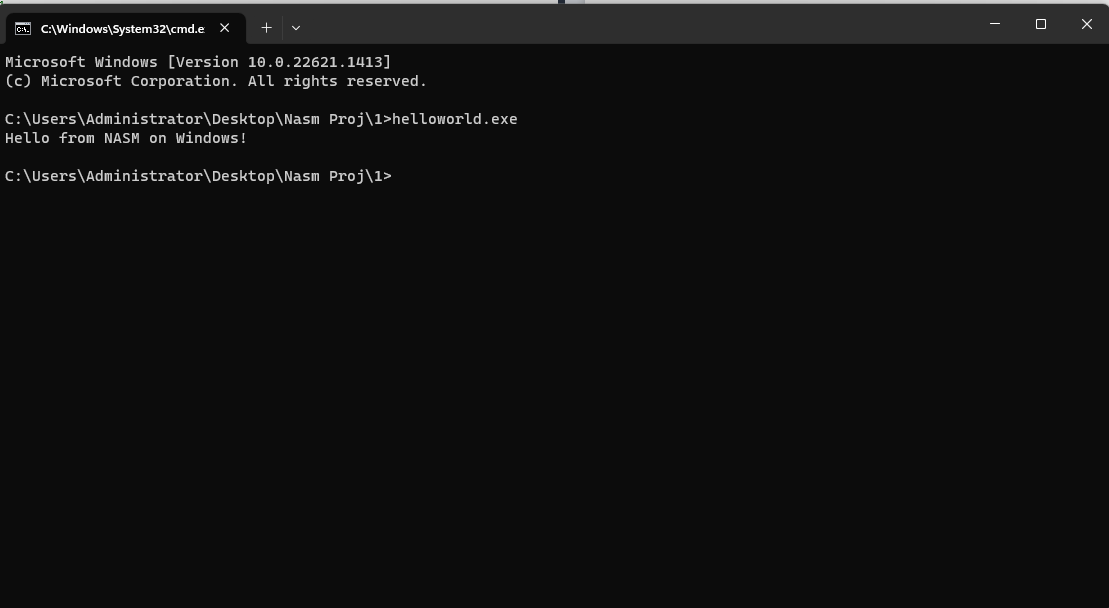 C:\Windows\System32\cmd.e
Microsoft Windows [Version 10.0.22621.1413]
(c) Microsoft Corporation. All rights reserved.
C:\Users\Administrator\Desktop\Nasm Proj\1>helloworld.exe
Hello from NASM on Windows!
C:\Users\Administrator\Desktop\Nasm Proj\1>